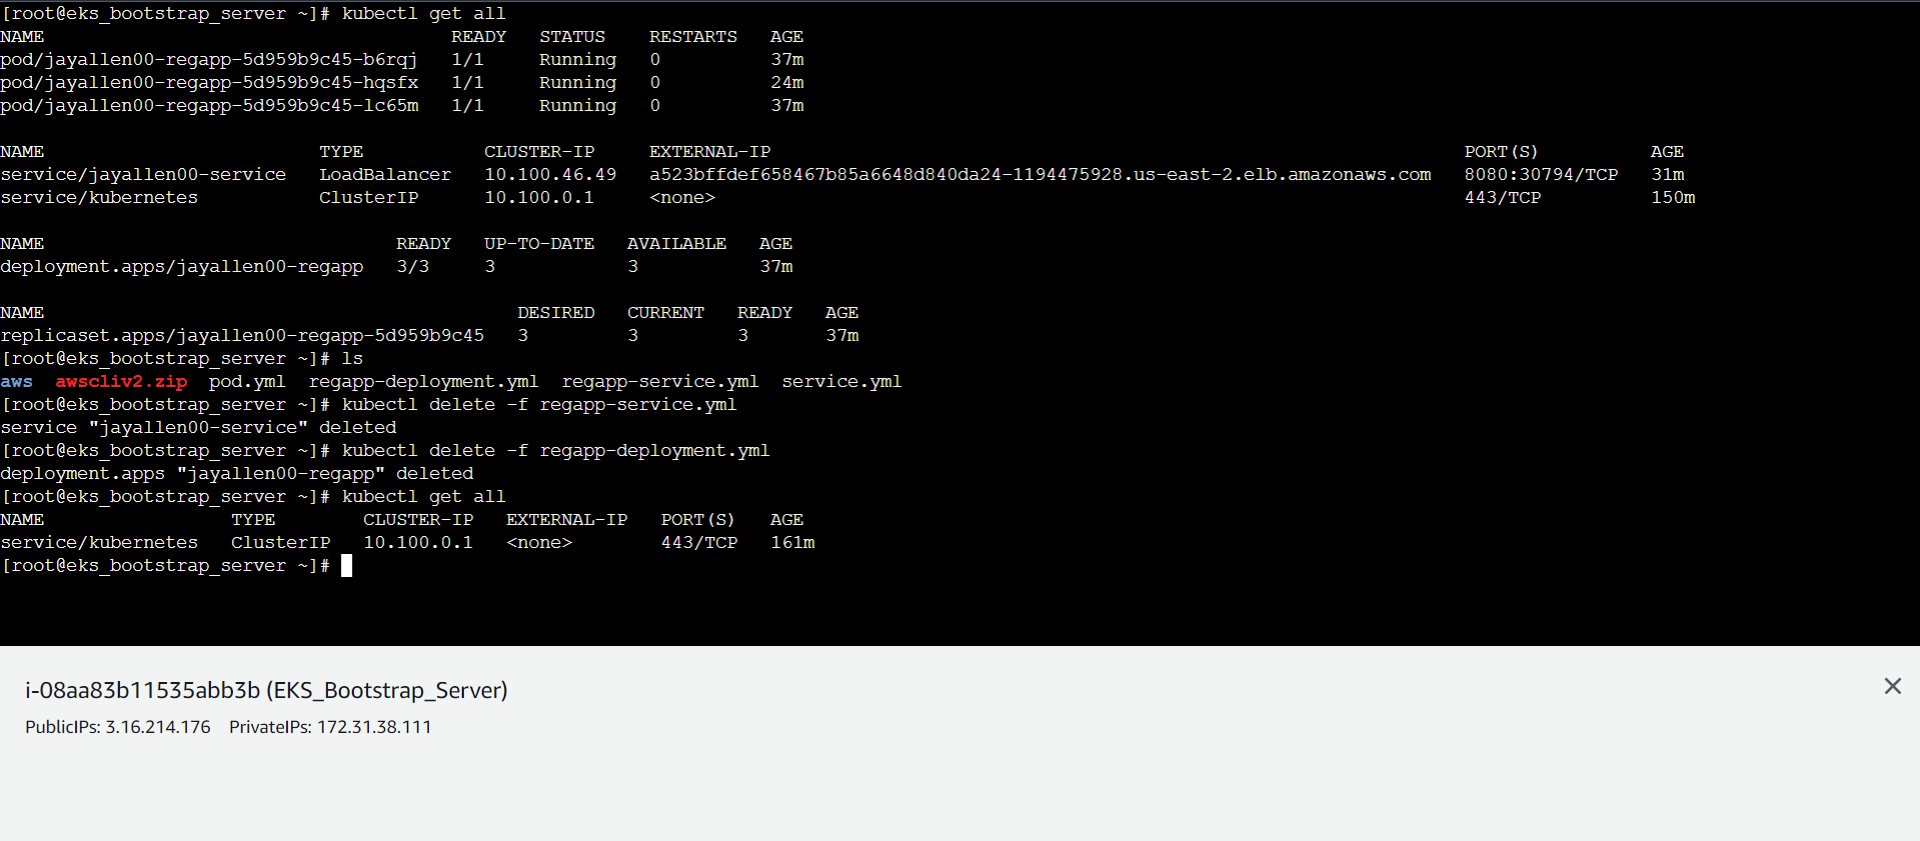 [root@eks_bootstrap_server ~]# kubectl get all
NAME READY STATUS RESTARTS AGE
pod/jayallen00-regapp-5d959b9c45-b6rqj 1/1 Running 0 37m
pod/jayallen00-regapp-5d959b9c45-hqsfx 1/1 Running 0 24m
pod/jayallen00-regapp-5d959b9c45-lc65m 1/1 Running 0 37m
NAME TYPE CLUSTER-IP EXTERNAL-IP PORT(S) AGE
service/jayallen00-service LoadBalancer 10.100.46.49 a523bffdef658467b85a6648d840da24-1194475928.us-east-2.elb.amazonaws.com 8080:30794/TCP 31m
service/kubernetes ClusterIP 10.100.0.1 <none> 443/TCP 150m
NAME READY UP-TO-DATE AVAILABLE AGE
deployment.apps/jayallen00-regapp 3/3 3 3 37m
NAME DESIRED CURRENT READY AGE
replicaset.apps/jayallen00-regapp-5d959b9c45 3 3 3 37m
[root@eks_bootstrap_server ~]# ls
aws awscliv2.zip pod.yml regapp-deployment.yml regapp-service.yml service.yml
[root@eks_bootstrap_server ~]# kubectl delete -f regapp-service.yml
service "jayallen00-service" deleted
[root@eks_bootstrap_server ~]# kubectl delete -f regapp-deployment.yml
deployment.apps "jayallen00-regapp" deleted
[root@eks_bootstrap_server ~]# kubectl get all
NAME TYPE CLUSTER-IP EXTERNAL-IP PORT(S) AGE
service/kubernetes ClusterIP 10.100.0.1 <none> 443/TCP 161m
[root@eks_bootstrap_server ~]#
i-08aa83b11535abb3b (EKS_Bootstrap_Server)
PublicIPs: 3.16.214.176 PrivateIPs: 172.31.38.111